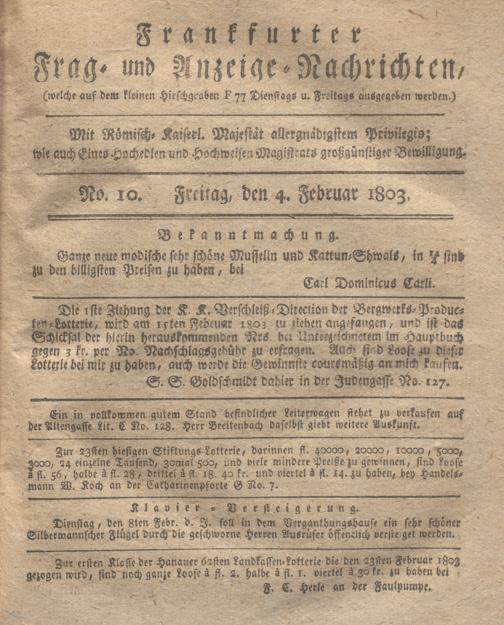 Frankfurter
Frag- und Anzeige-Nachrichten,
(welche auf dem kleinen Hirschgraben F 77 Dienstags u. Freitags ausgegeben werden.)
Mit Römisch-Kaiserl. Majestät allergnädigstem Privilegio;
wie auch Eines-Hochedlen und Hochweisen Magistrats großgünstiger Bewilligung.
No. 10. Freitag, den 4. Februar 1803.
Bekanntmachung.
Ganze neue modische sehr schöne Musselin und Kattun-Shwals, in 7/4 sind
zu den billigsten Preisen zu haben, bei
Carl Dominicus Carli.
Die 1ste Ziehung der K. K. Verschleiß-Direction der Bergwerks-Produc-
ten-Lotterie, wird am 15ten Februar 1803 zu ziehen angefangen, und ist das
Schicksal der hierin herauskommenden Nrs. bei Unterzeichnetem im Hauptbuch
gegen 3 kr. per No. Nachschlagsgebühr zu erfragen. Auch sind Loose zu dieser
Lotterie bei mir zu haben, auch werde die Gewinnste coursmäßig an mich kaufen.
S. S. Goldschmidt dahier in der Judengasse No. 127.
Ein in vollkommen gutem Stand befindlicher Leiterwagen stehet zu verkaufen auf
der Altengasse Lit. C No. 128. Herr Breitenbach daselbst giebt weitere Auskunft.
Zur 23sten hiesigen Stiftungs-Lotterie, darinnen fl. 40000, 20000, 10000, 5000,
3000, 24 einzelne Tausend, 30mal 500, und viele mindere Preiße zu gewinnen, sind Loose
à fl. 56, halbe à fl. 28, drittel à fl. 18. 40 kr. und viertel à fl. 14. zu haben, bey Handels-
mann W. Koch an der Catharinenpforte G No. 7.
Klavier-Versteigerung.
Dienstag, den 8ten Febr. d. J. soll in dem Verganthungshause ein sehr schöner
Silbermannscher Flügel durch die geschworne Herren Ausrufer öffentlich versteigert werden.
Zur ersten Klasse der Hanauer 62sten Landkassen-Lotterie die den 23sten Februar 1803
gezogen wird, sind noch ganze Loose à fl. 2. halbe à fl. 1. viertel à 30 kr. zu haben bei
F. C. Herle an der Faulpumpe.